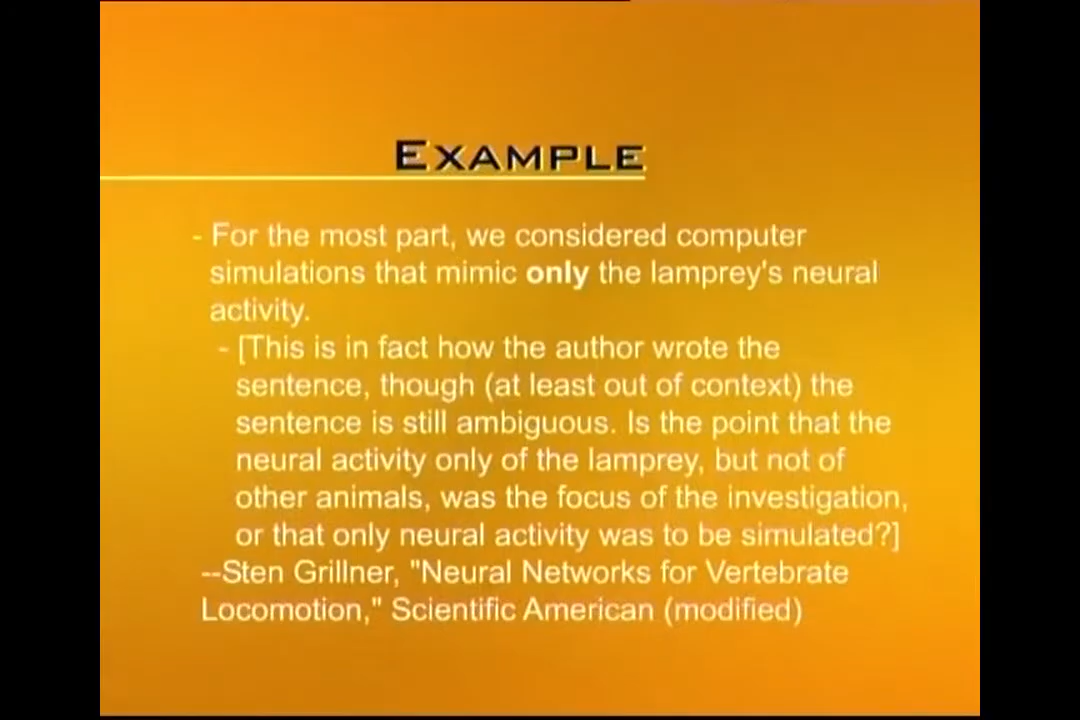 EXAMPLE
- For the most part, we considered computer
simulations that mimic only the lamprey's neural
activity.
- [This is in fact how the author wrote the
sentence, though (at least out of context) the
sentence is still ambiguous. Is the point that the
neural activity only of the lamprey, but not of
other animals, was the focus of the investigation,
or that only neural activity was to be simulated?]
--Sten Grillner, "Neural Networks for Vertebrate
Locomotion," Scientific American (modified)